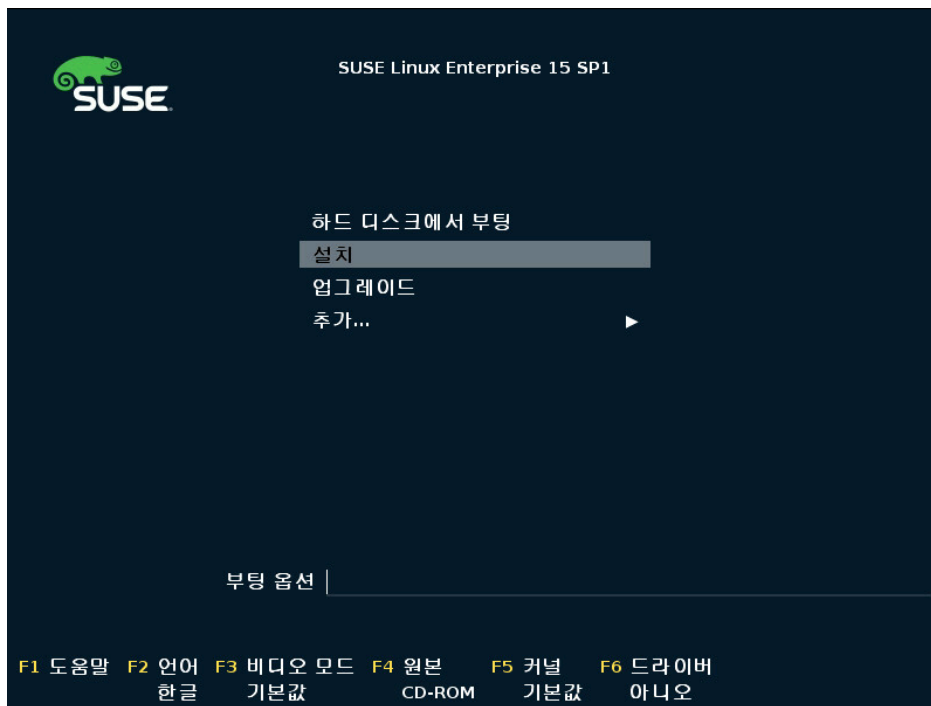 SUSE.
SUSE Linux Enterprise 15 SP1
하드 디스크에서 부팅
설치
업그레이드
추가...
부팅 옵션
F1 도움말 F2 언어 F3 비디오 모드 F4 원본 F5 커널 F6 드라이버
한글 기본값 CD-ROM 기본값 아니오